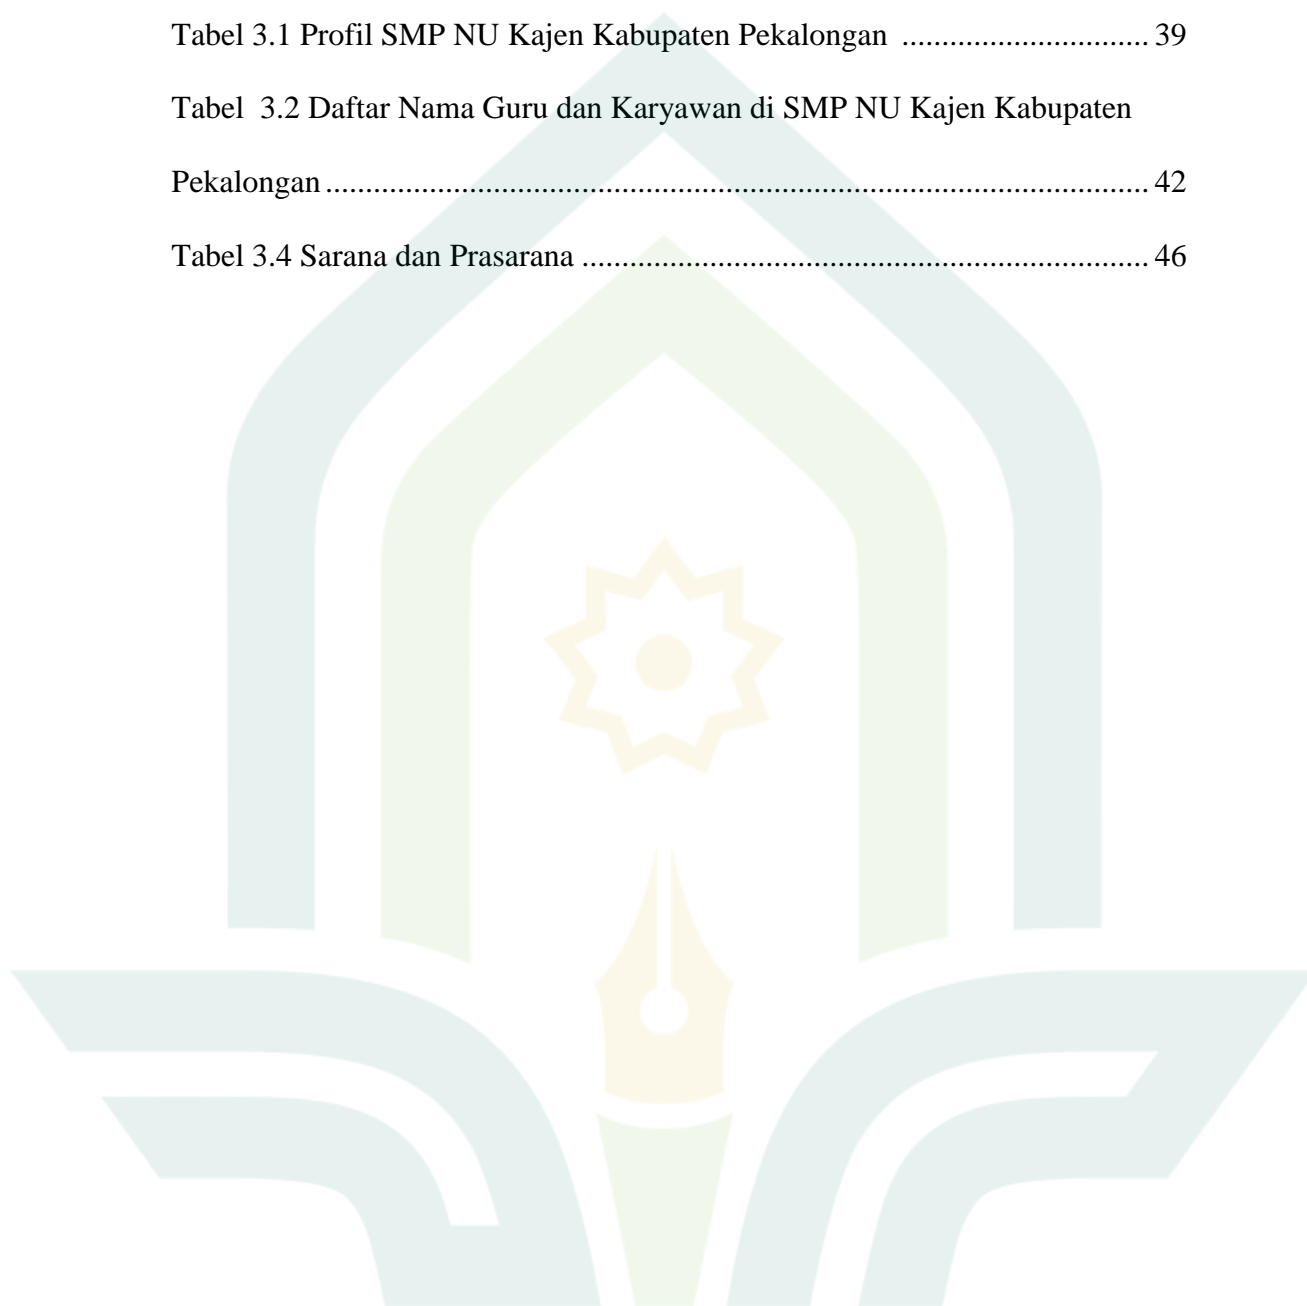 Tabel 3.1 Profil SMP NU Kajen Kabupaten Pekalongan ............................... 39
Tabel 3.2 Daftar Nama Guru dan Karyawan di SMP NU Kajen Kabupaten
Pekalongan....................................................................................................... 42
Tabel 3.4 Sarana dan Prasarana ....................................................................... 46